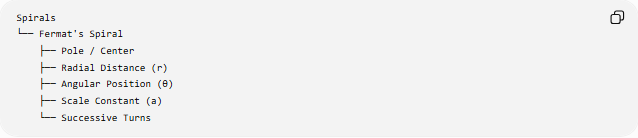 Spirals
└── Fermat's Spiral
    ├── Pole / Center
    ├── Radial Distance (r)
    ├── Angular Position (θ)
    ├── Scale Constant (a)
    └── Successive Turns